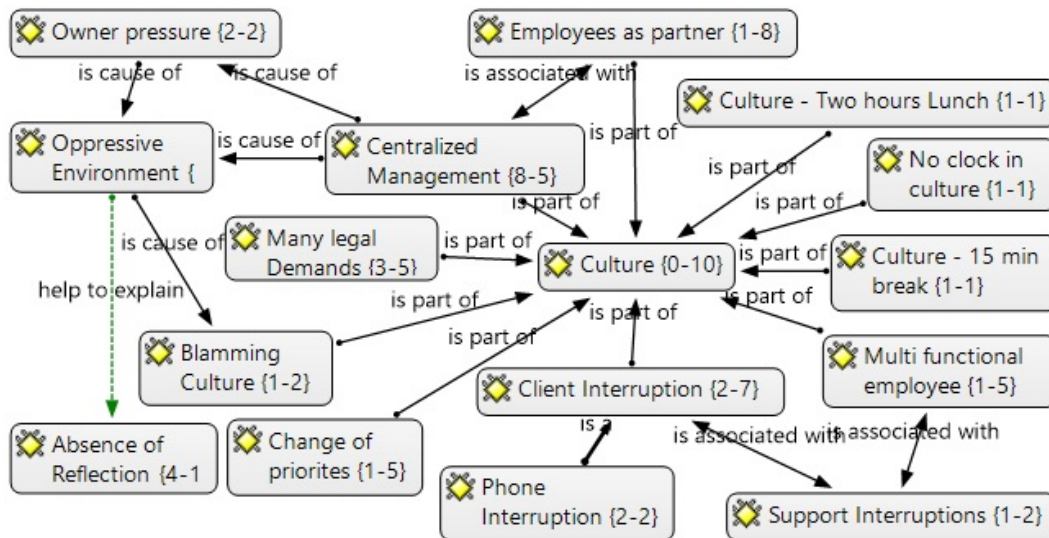 Owner pressure {2-2}
Employees as partner {1-8}
is cause of
is cause of
is associated with
Culture - Two hours Lunch {1-1}
Oppressive
Environment {
is cause of
Centralized
Management {8-5}
is part of
is part of
No clock in
culture {1-1}
is part of
is part of
is cause of
Many legal
Demands {3-5}
is part of
Culture {0-10}
is part of
Culture - 15 min
break {1-1}
help to explain
is part of
is part of
is part of
is part of
Blamming
Culture {1-2}
Client Interruption {2-7}
Multi functional
employee {1-5}
is a
is associated with
is associated with
Absence of
Reflection {4-1
Change of
priorites {1-5}
Phone
Interruption {2-2}
Support Interruptions {1-2}